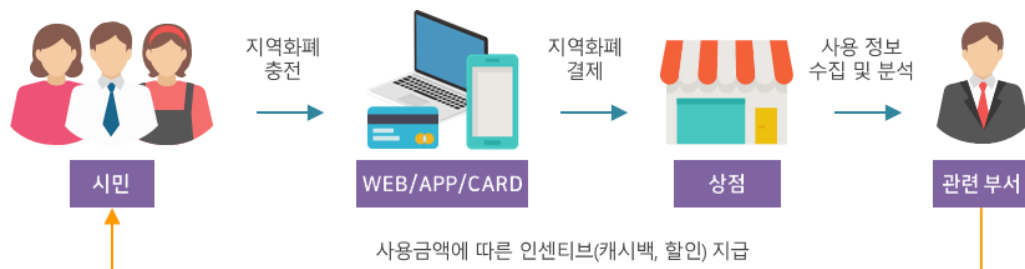 지역화폐
충전
지역화폐
결제
사용 정보
수집 및 분석
시민
WEB/APP/CARD
상점
관련 부서
사용금액에 따른 인센티브(캐시백, 할인) 지급